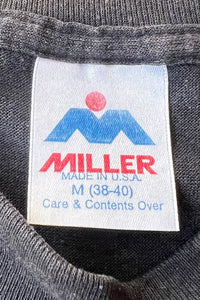 MILLER
MADE IN U.S.A.
M (38-40)
Care & Contents Over